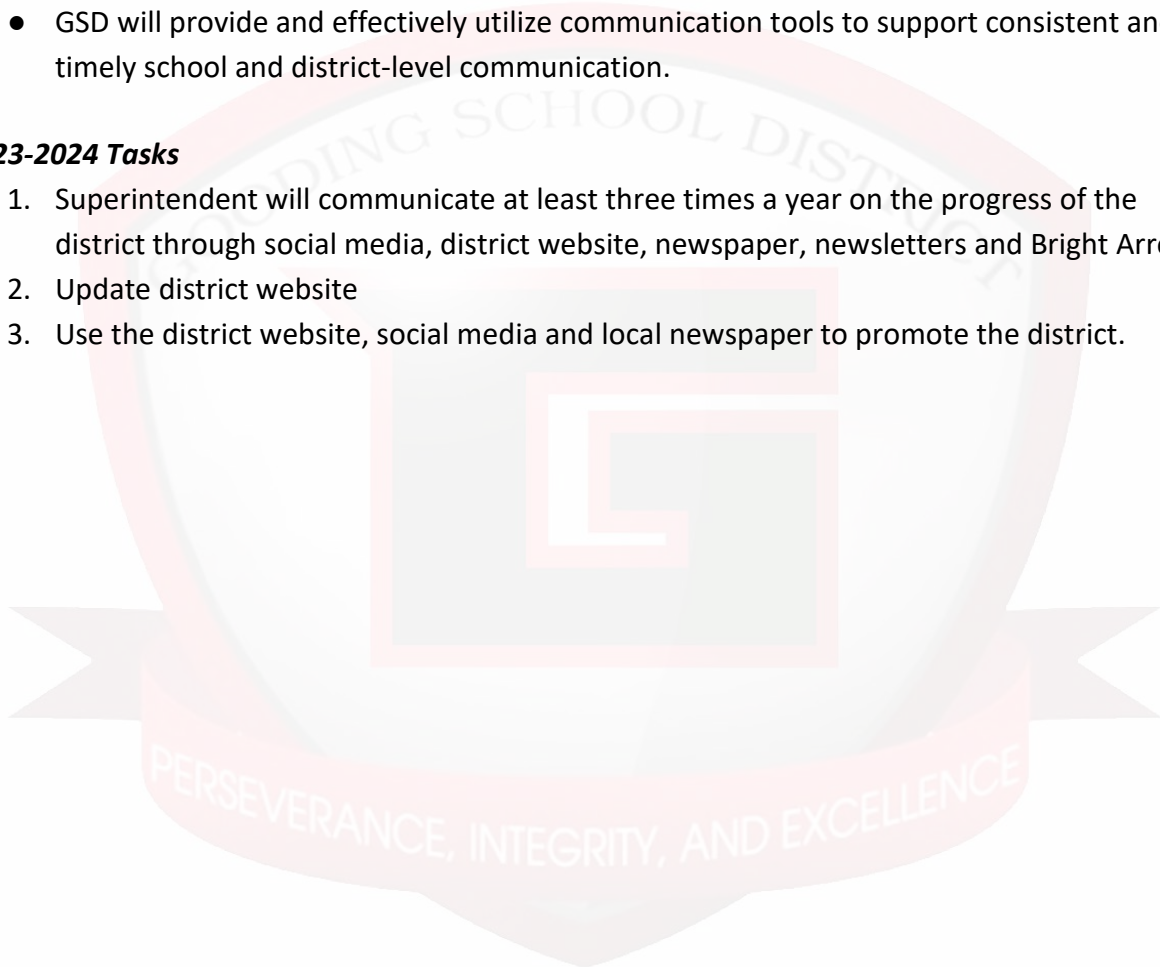 ● GSD will provide and effectively utilize communication tools to support consistent an
timely school and district-level communication.
23-2024 Tasks
1. Superintendent will communicate at least three times a year on the progress of the
district through social media, district website, newspaper, newsletters and Bright Arr
2. Update district website
3. Use the district website, social media and local newspaper to promote the district.
GOODING SCHOOL DISTRICT
G
PERSEVERANCE, INTEGRITY, AND EXCELLENCE